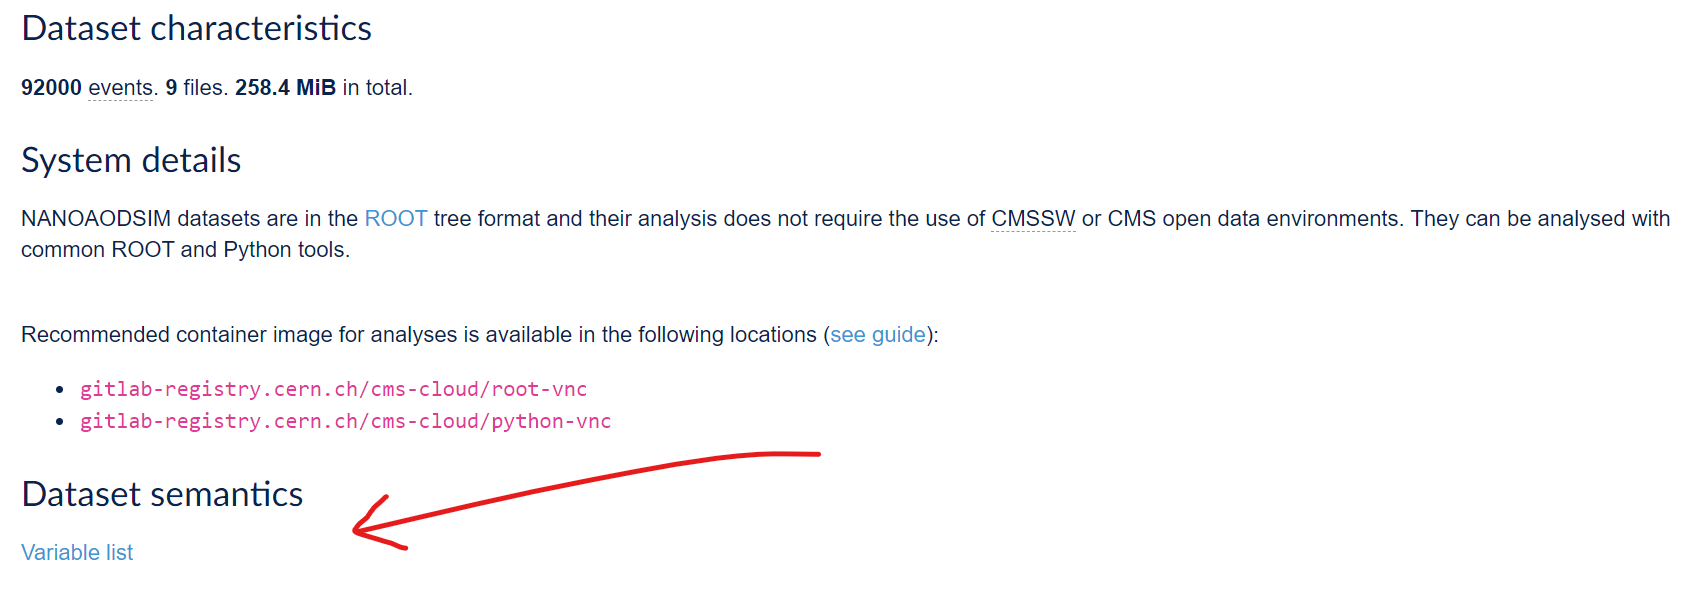 Dataset characteristics
92000 events. 9 files. 258.4 MiB in total.
System details
NANOAODSIM datasets are in the ROOT tree format and their analysis does not require the use of CMSSW or CMS open data environments. They can be analysed with
common ROOT and Python tools.
Recommended container image for analyses is available in the following locations (see guide):
• gitlab-registry.cern.ch/cms-cloud/root-vnc
• gitlab-registry.cern.ch/cms-cloud/python-vnc
Dataset semantics
Variable list